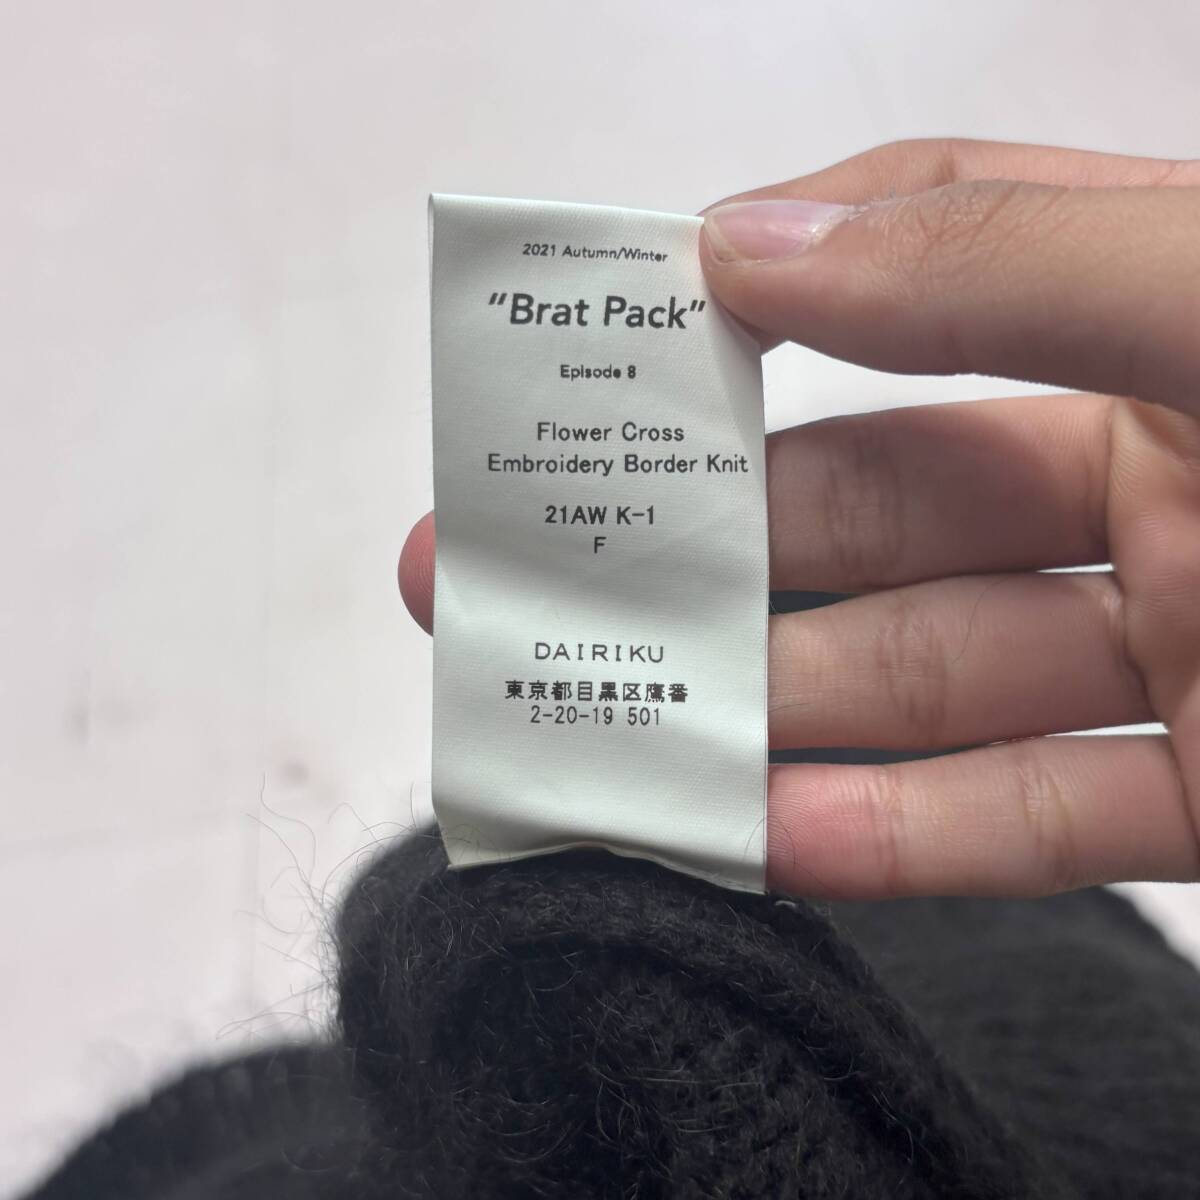 2021 Autumn/Winter
“Brat Pack”
Episode 8
Flower Cross
Embroidery Border Knit
21AW K-1
F
DAIRIKU
東京都目黒区鷹番
2-20-19 501